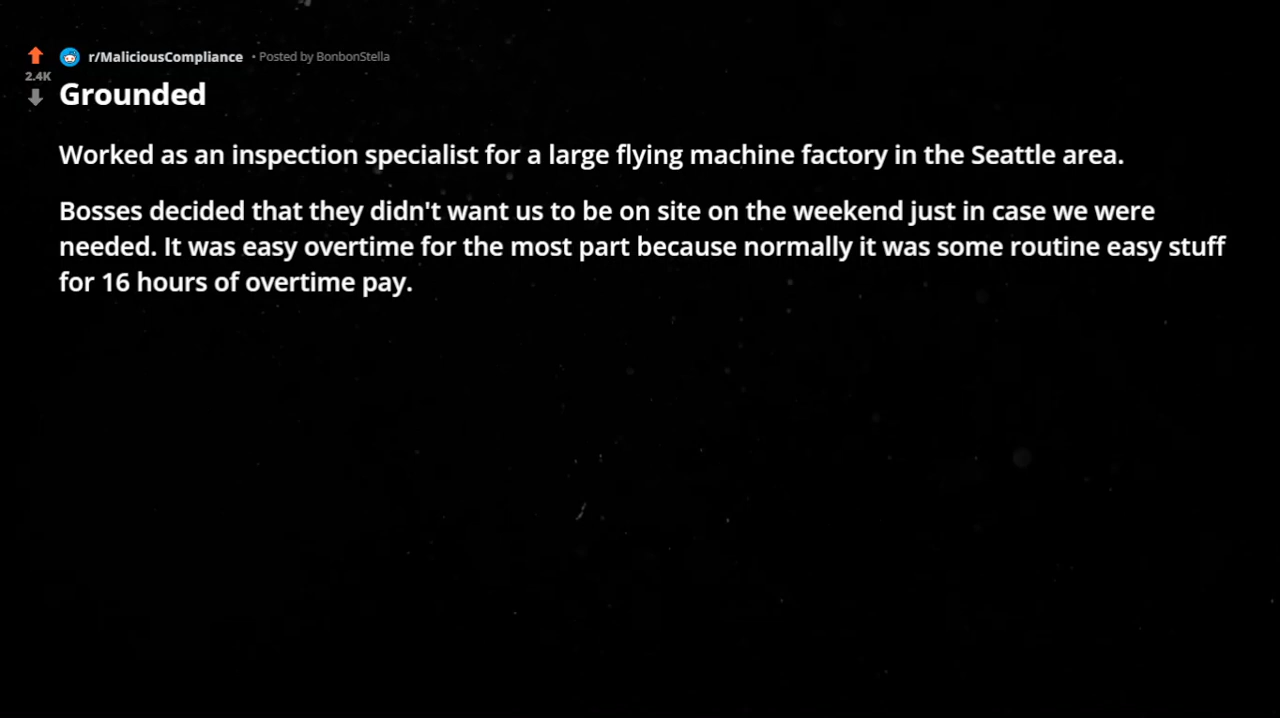 r/MaliciousCompliance • Posted by BonbonStella
2.4K
Grounded
Worked as an inspection specialist for a large flying machine factory in the Seattle area.
Bosses decided that they didn't want us to be on site on the weekend just in case we were
needed. It was easy overtime for the most part because normally it was some routine easy stuff
for 16 hours of overtime pay.